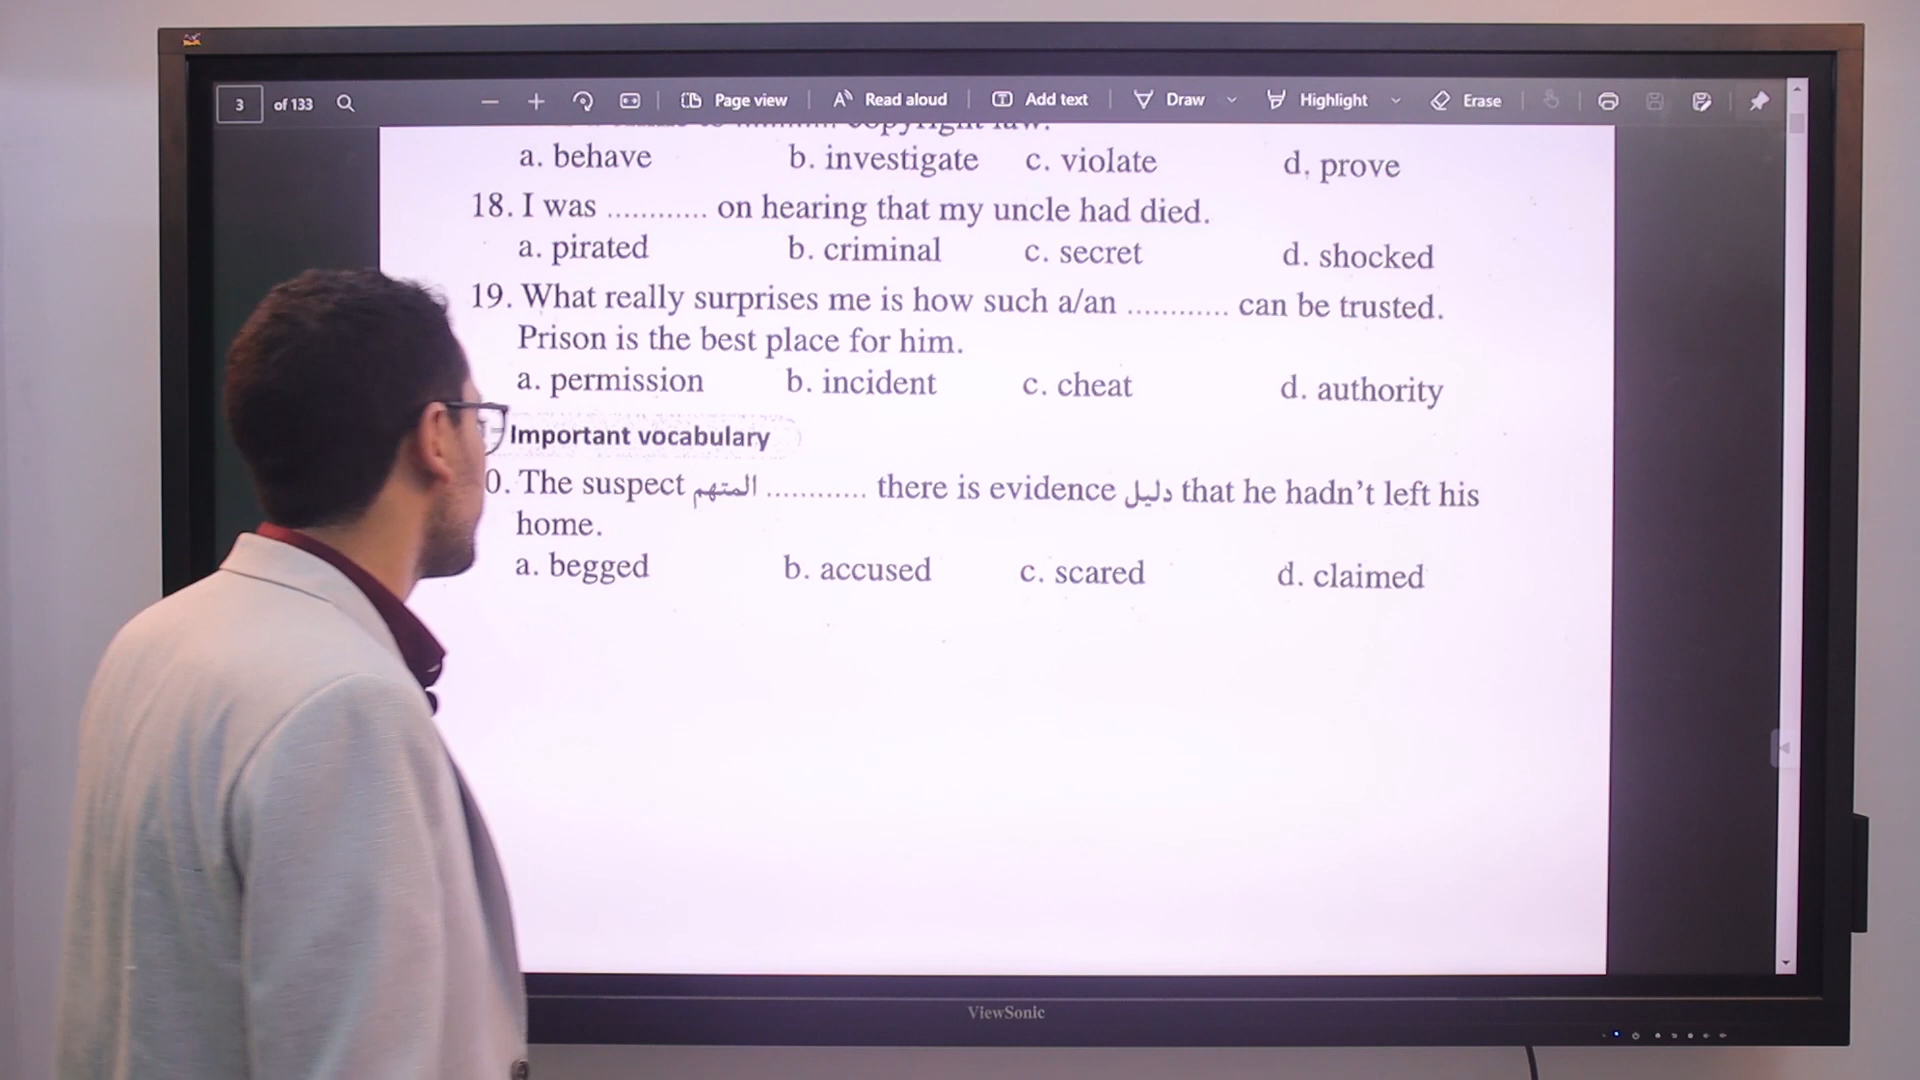 3 of 133 Page view Read aloud Add text Draw Highlight Erase
copyright law.
a. behave b. investigate c. violate d. prove
18. I was ............ on hearing that my uncle had died.
a. pirated b. criminal c. secret d. shocked
19. What really surprises me is how such a/an ............ can be trusted.
Prison is the best place for him.
a. permission b. incident c. cheat d. authority
Important vocabulary
0. The suspect المتهم ............ there is evidence دليل that he hadn't left his
home.
a. begged b. accused c. scared d. claimed
ViewSonic